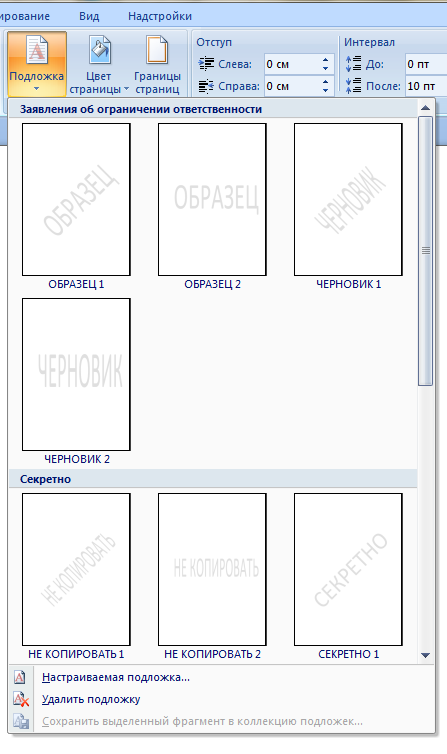 ирование Вид Надстройки
Подложка Цвет страницы Границы страниц
Отступ
Слева: 0 см
Справа: 0 см
Интервал
До: 0 пт
После: 10 пт
Заявления об ограничении ответственности
ОБРАЗЕЦ ОБРАЗЕЦ ЧЕРНОВИК
ОБРАЗЕЦ 1 ОБРАЗЕЦ 2 ЧЕРНОВИК 1
ЧЕРНОВИК
ЧЕРНОВИК 2
Секретно
НЕ КОПИРОВАТЬ НЕ КОПИРОВАТЬ СЕКРЕТНО
НЕ КОПИРОВАТЬ 1 НЕ КОПИРОВАТЬ 2 СЕКРЕТНО 1
Настраиваемая подложка...
Удалить подложку
Сохранить выделенный фрагмент в коллекцию подложек...